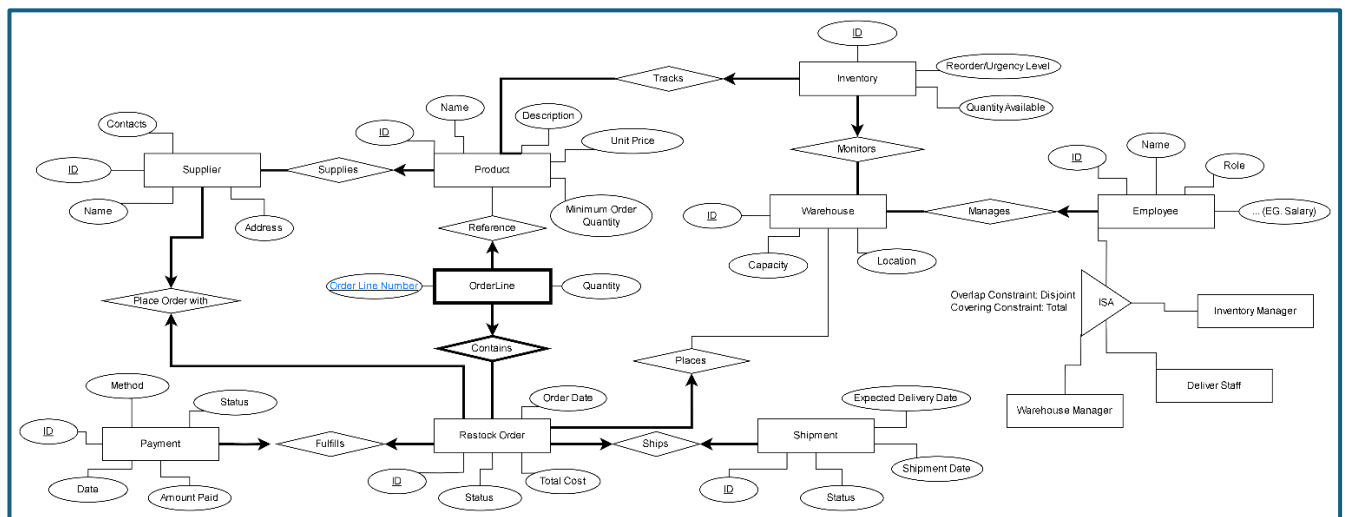 ID
Inventory
Reorder/Urgency Level
Quantity Available
Tracks
Monitors
Name
Description
ID
Unit Price
Product
Minimum Order
Quantity
Contacts
ID
Supplier
Name
Address
Supplies
Reference
Order Line Number
OrderLine
Quantity
Place Order with
Contains
ID
Warehouse
Capacity
Location
Manages
ID
Name
Role
Employee
... (EG. Salary)
Overlap Constraint: Disjoint
Covering Constraint: Total
ISA
Inventory Manager
Deliver Staff
Warehouse Manager
Places
Method
Status
ID
Payment
Data
Amount Paid
Fulfills
Order Date
Restock Order
ID
Status
Total Cost
Ships
Expected Delivery Date
Shipment
Shipment Date
ID
Status